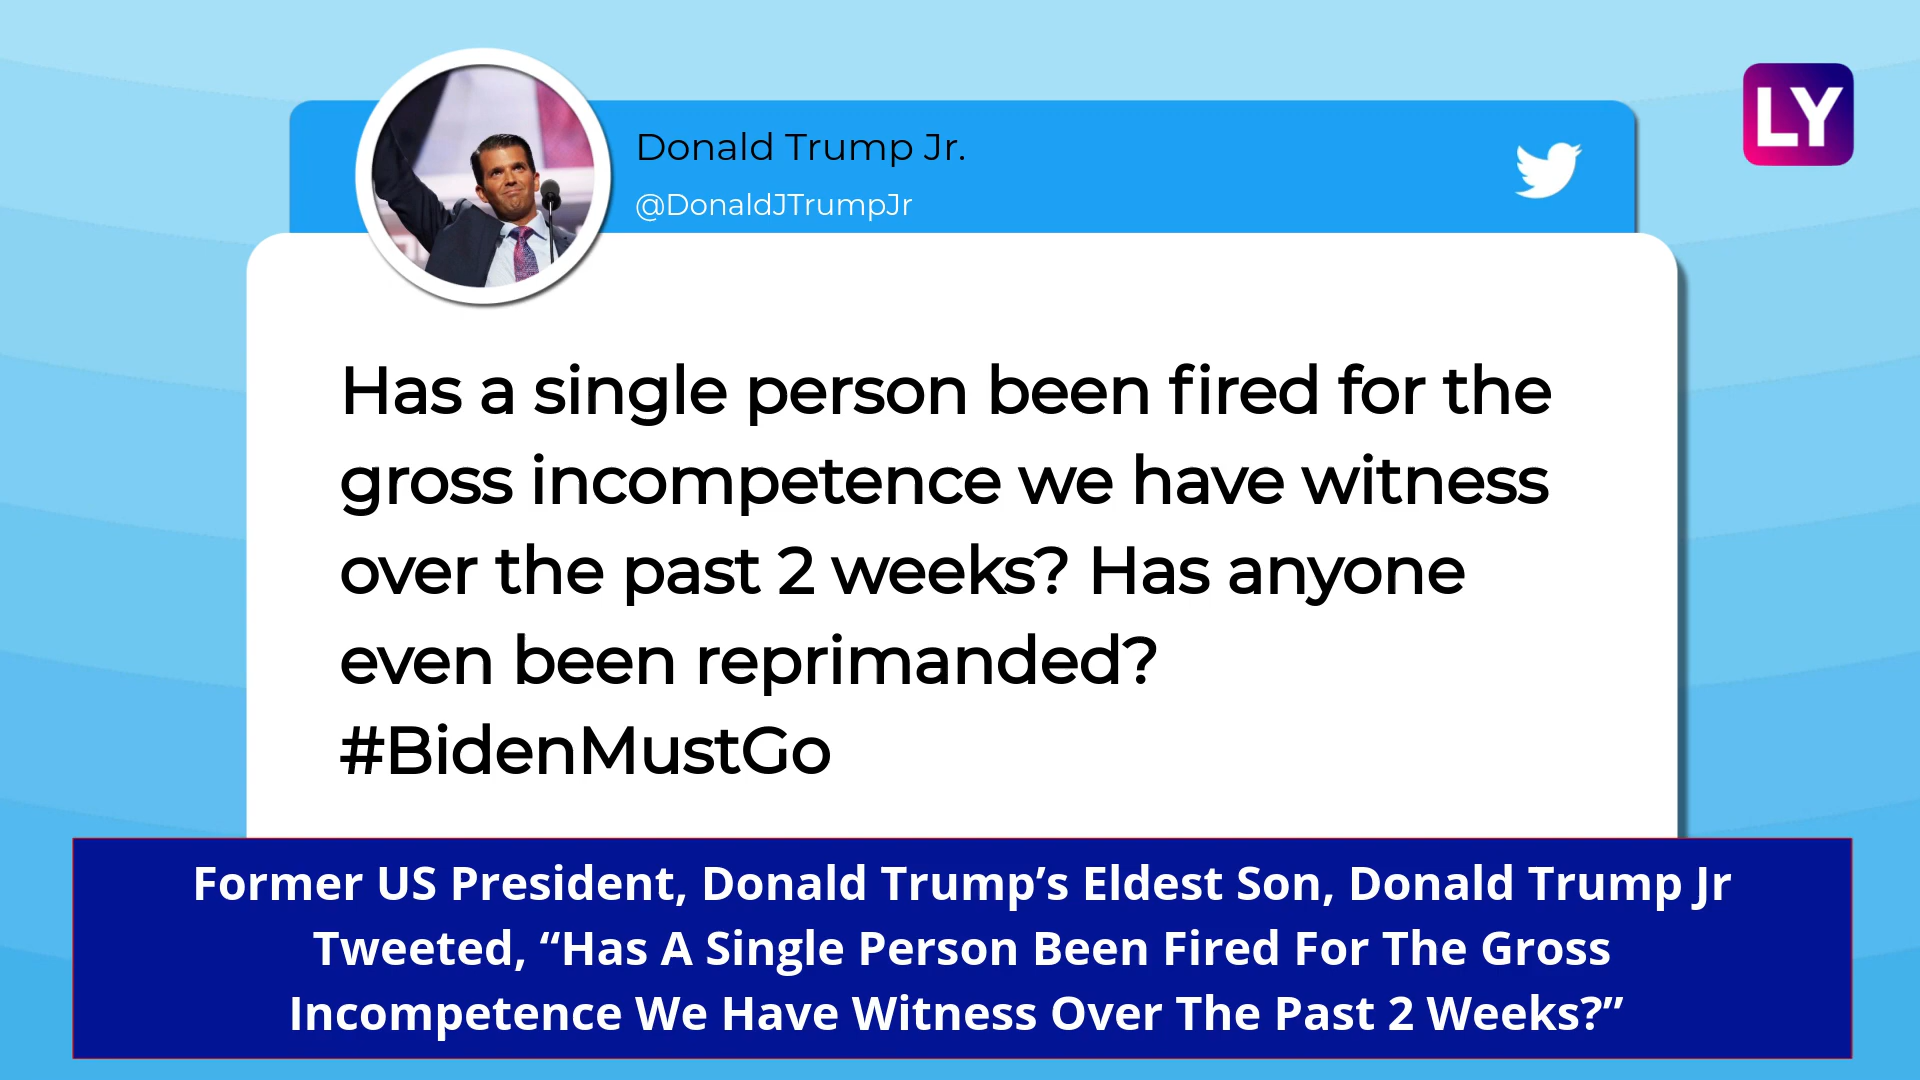 Donald Trump Jr.
@DonaldJTrumpJr
LY
Has a single person been fired for the
gross incompetence we have witness
over the past 2 weeks? Has anyone
even been reprimanded?
#BidenMustGo
Former US President, Donald Trump’s Eldest Son, Donald Trump Jr
Tweeted, “Has A Single Person Been Fired For The Gross
Incompetence We Have Witness Over The Past 2 Weeks?”